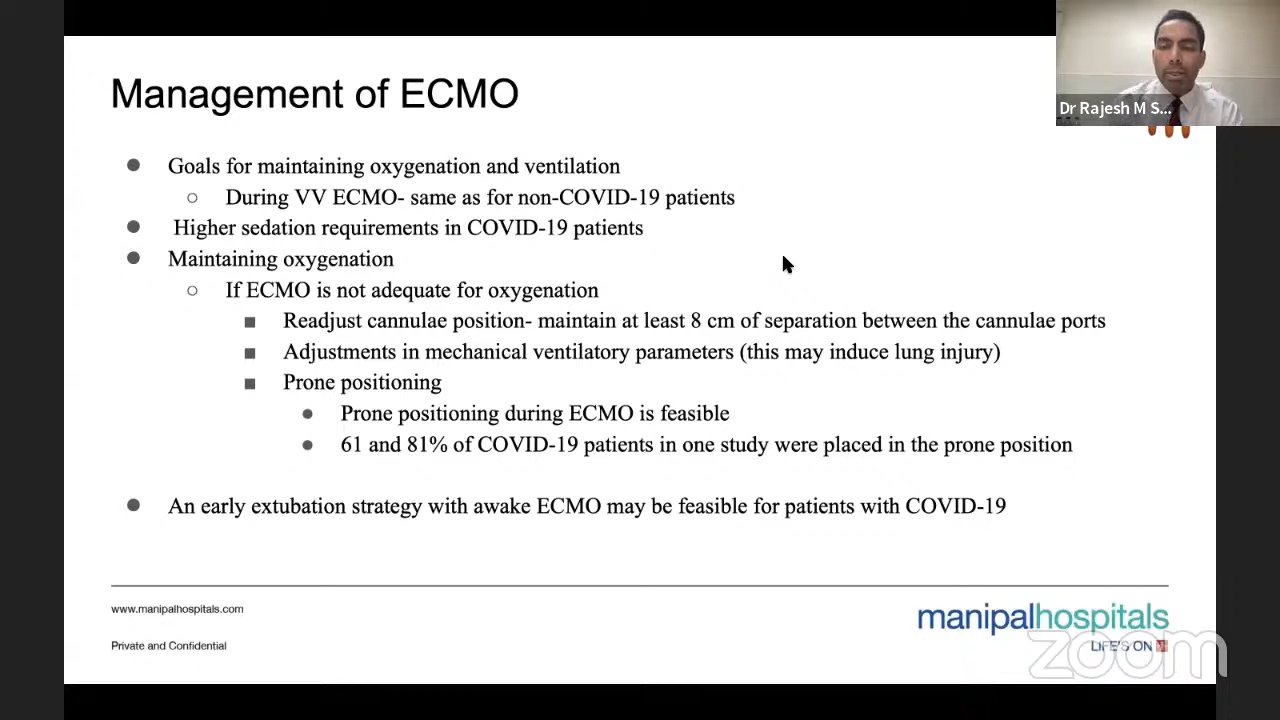 Management of ECMO
Dr Rajesh M S...
Goals for maintaining oxygenation and ventilation
During VV ECMO- same as for non-COVID-19 patients
Higher sedation requirements in COVID-19 patients
Maintaining oxygenation
If ECMO is not adequate for oxygenation
Readjust cannulae position- maintain at least 8 cm of separation between the cannulae ports
Adjustments in mechanical ventilatory parameters (this may induce lung injury)
Prone positioning
Prone positioning during ECMO is feasible
61 and 81% of COVID-19 patients in one study were placed in the prone position
An early extubation strategy with awake ECMO may be feasible for patients with COVID-19
www.manipalhospitals.com
manipalhospitals
Private and Confidential
LIFE'S ON
zoom